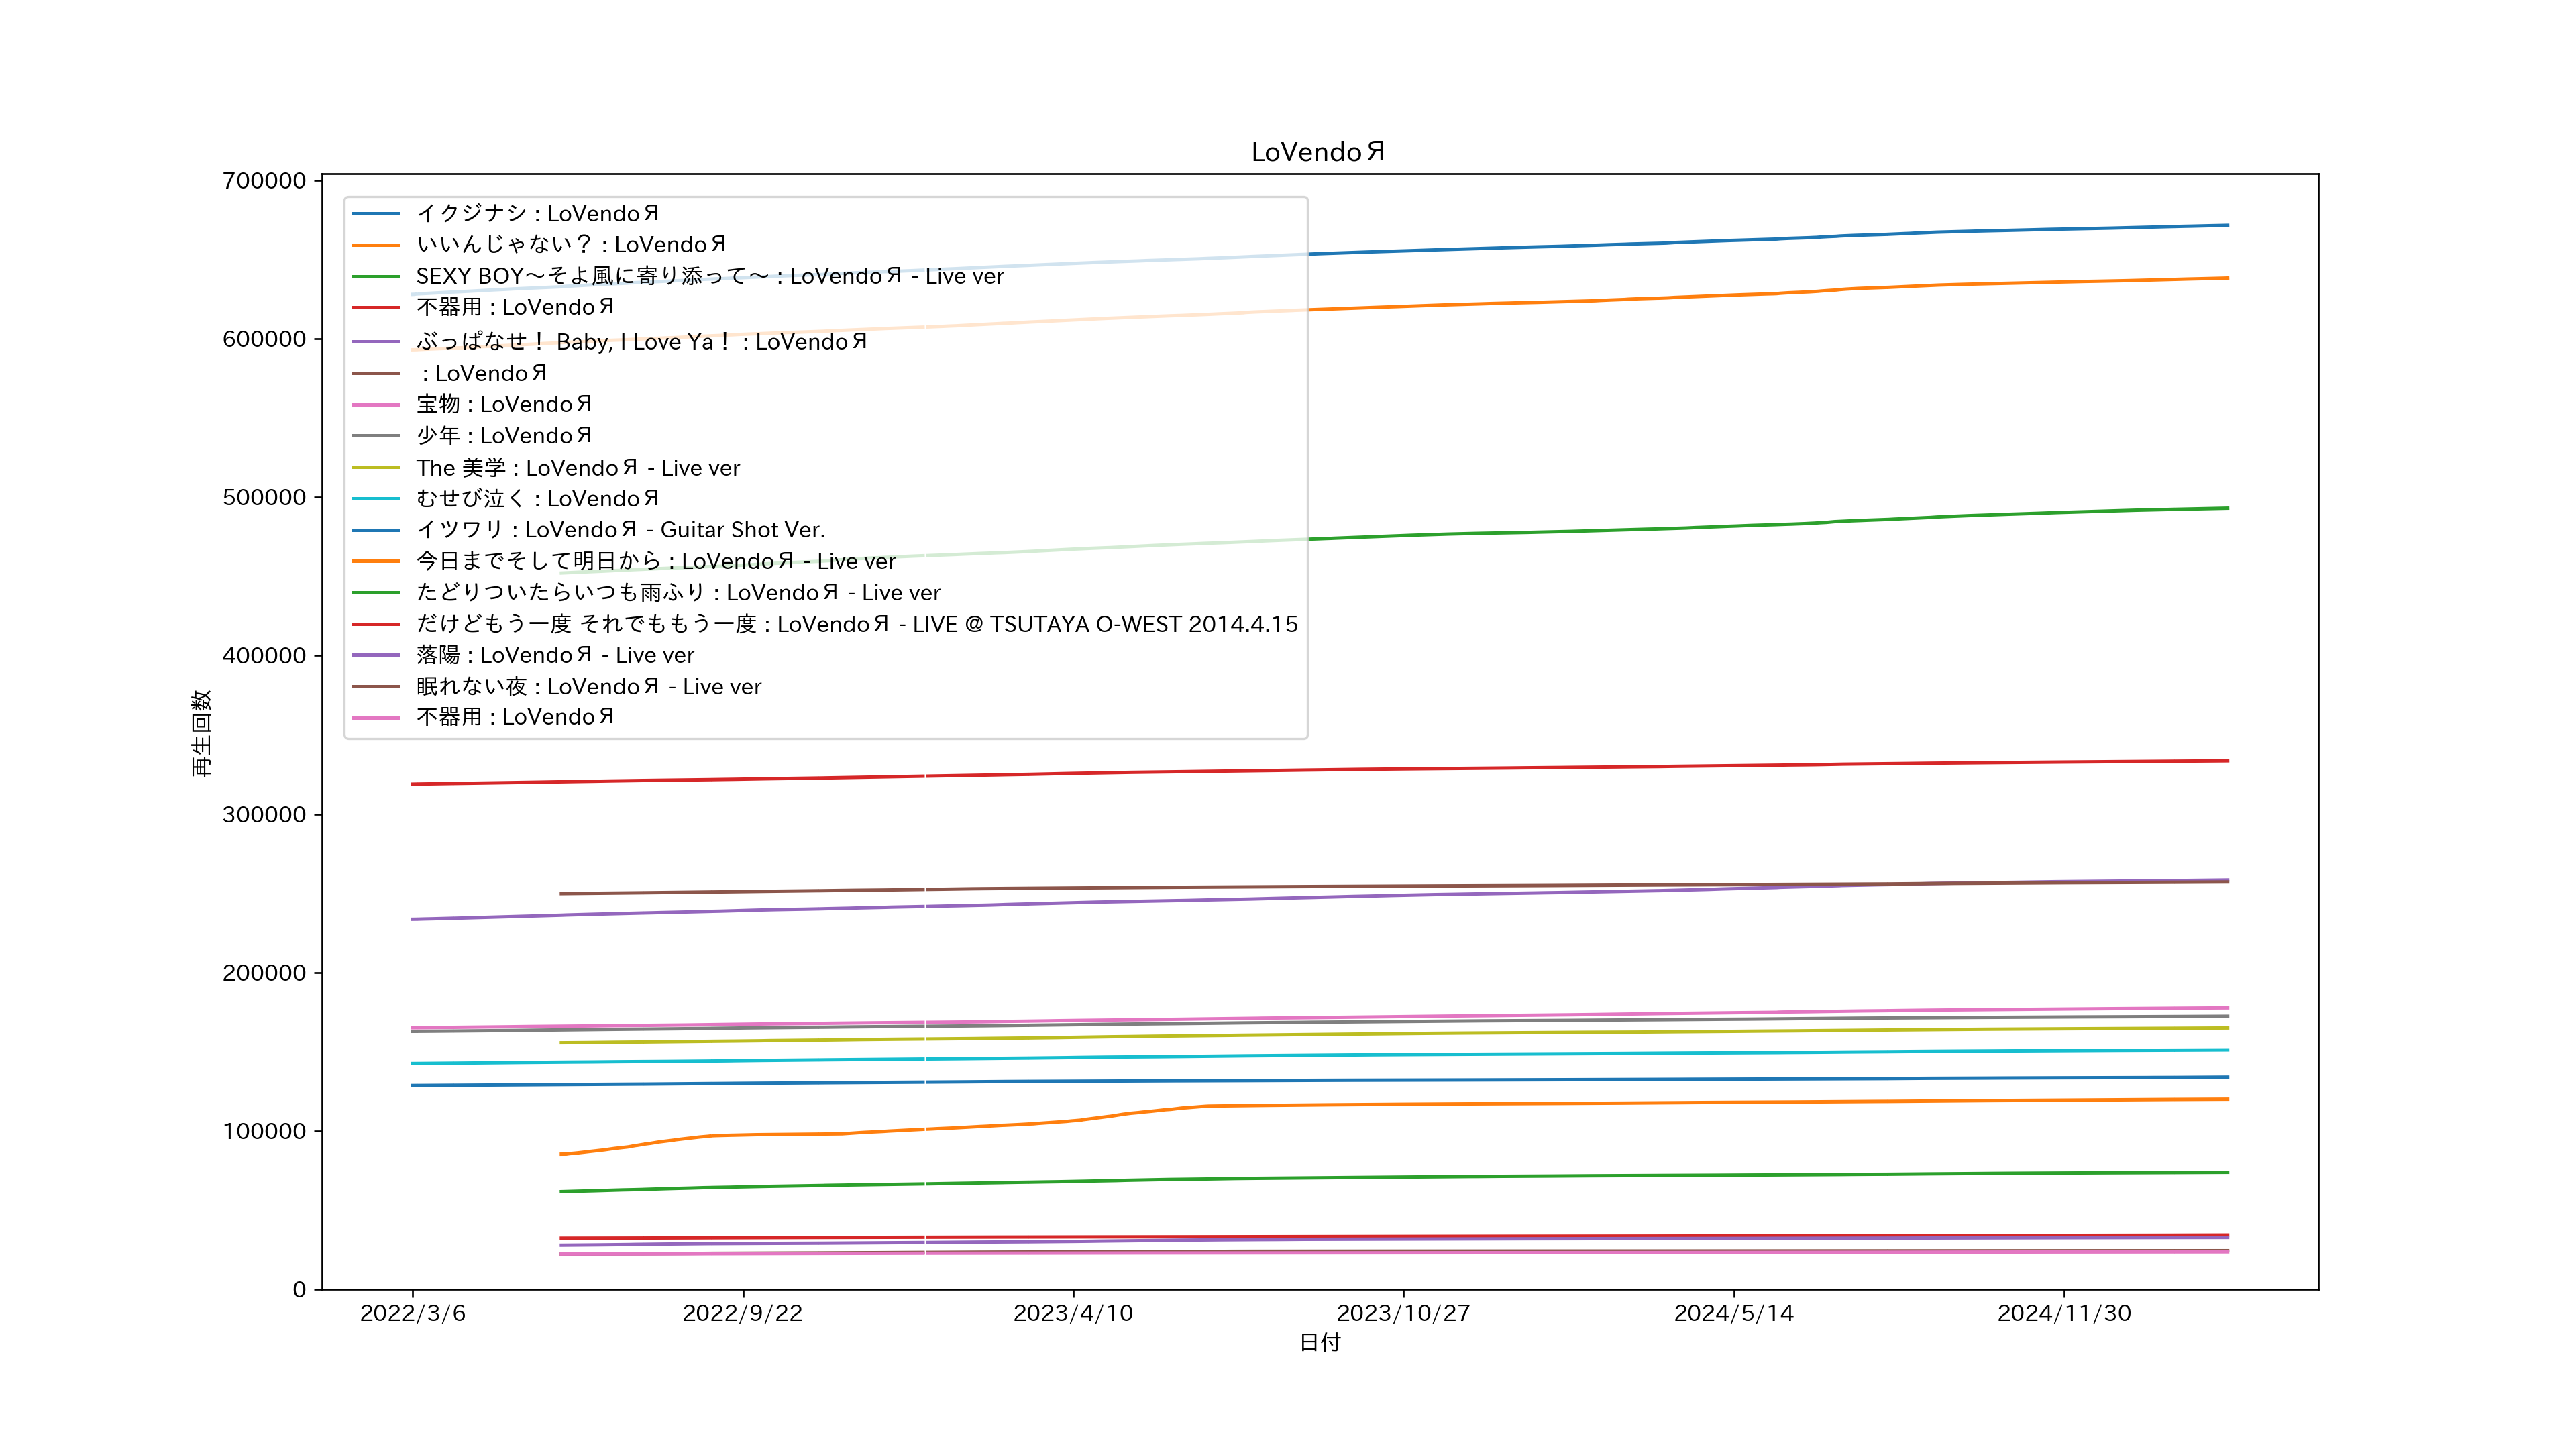 LoVendoЯ
700000
600000
500000
400000
300000
200000
100000
0
再生回数
イクジナシ : LoVendoЯ
いいんじゃない？ : LoVendoЯ
SEXY BOY～そよ風に寄り添って～ : LoVendoЯ - Live ver
不器用 : LoVendoЯ
ぶっぱなせ！ Baby, I Love Ya！ : LoVendoЯ
: LoVendoЯ
宝物 : LoVendoЯ
少年 : LoVendoЯ
The 美学 : LoVendoЯ - Live ver
むせび泣く : LoVendoЯ
イツワリ : LoVendoЯ - Guitar Shot Ver.
今日までそして明日から : LoVendoЯ - Live ver
たどりついたらいつも雨ふり : LoVendoЯ - Live ver
だけどもう一度 それでももう一度 : LoVendoЯ - LIVE @ TSUTAYA O-WEST 2014.4.15
落陽 : LoVendoЯ - Live ver
眠れない夜 : LoVendoЯ - Live ver
不器用 : LoVendoЯ
2022/3/6 2022/9/22 2023/4/10 2023/10/27 2024/5/14 2024/11/30
日付